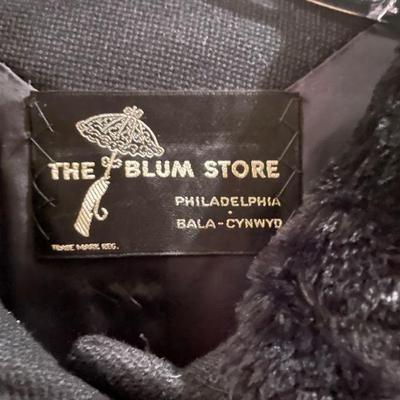 THE BLUM STORE
PHILADELPHIA
•
BALA-CYNWYD
TRADE MARK REG.